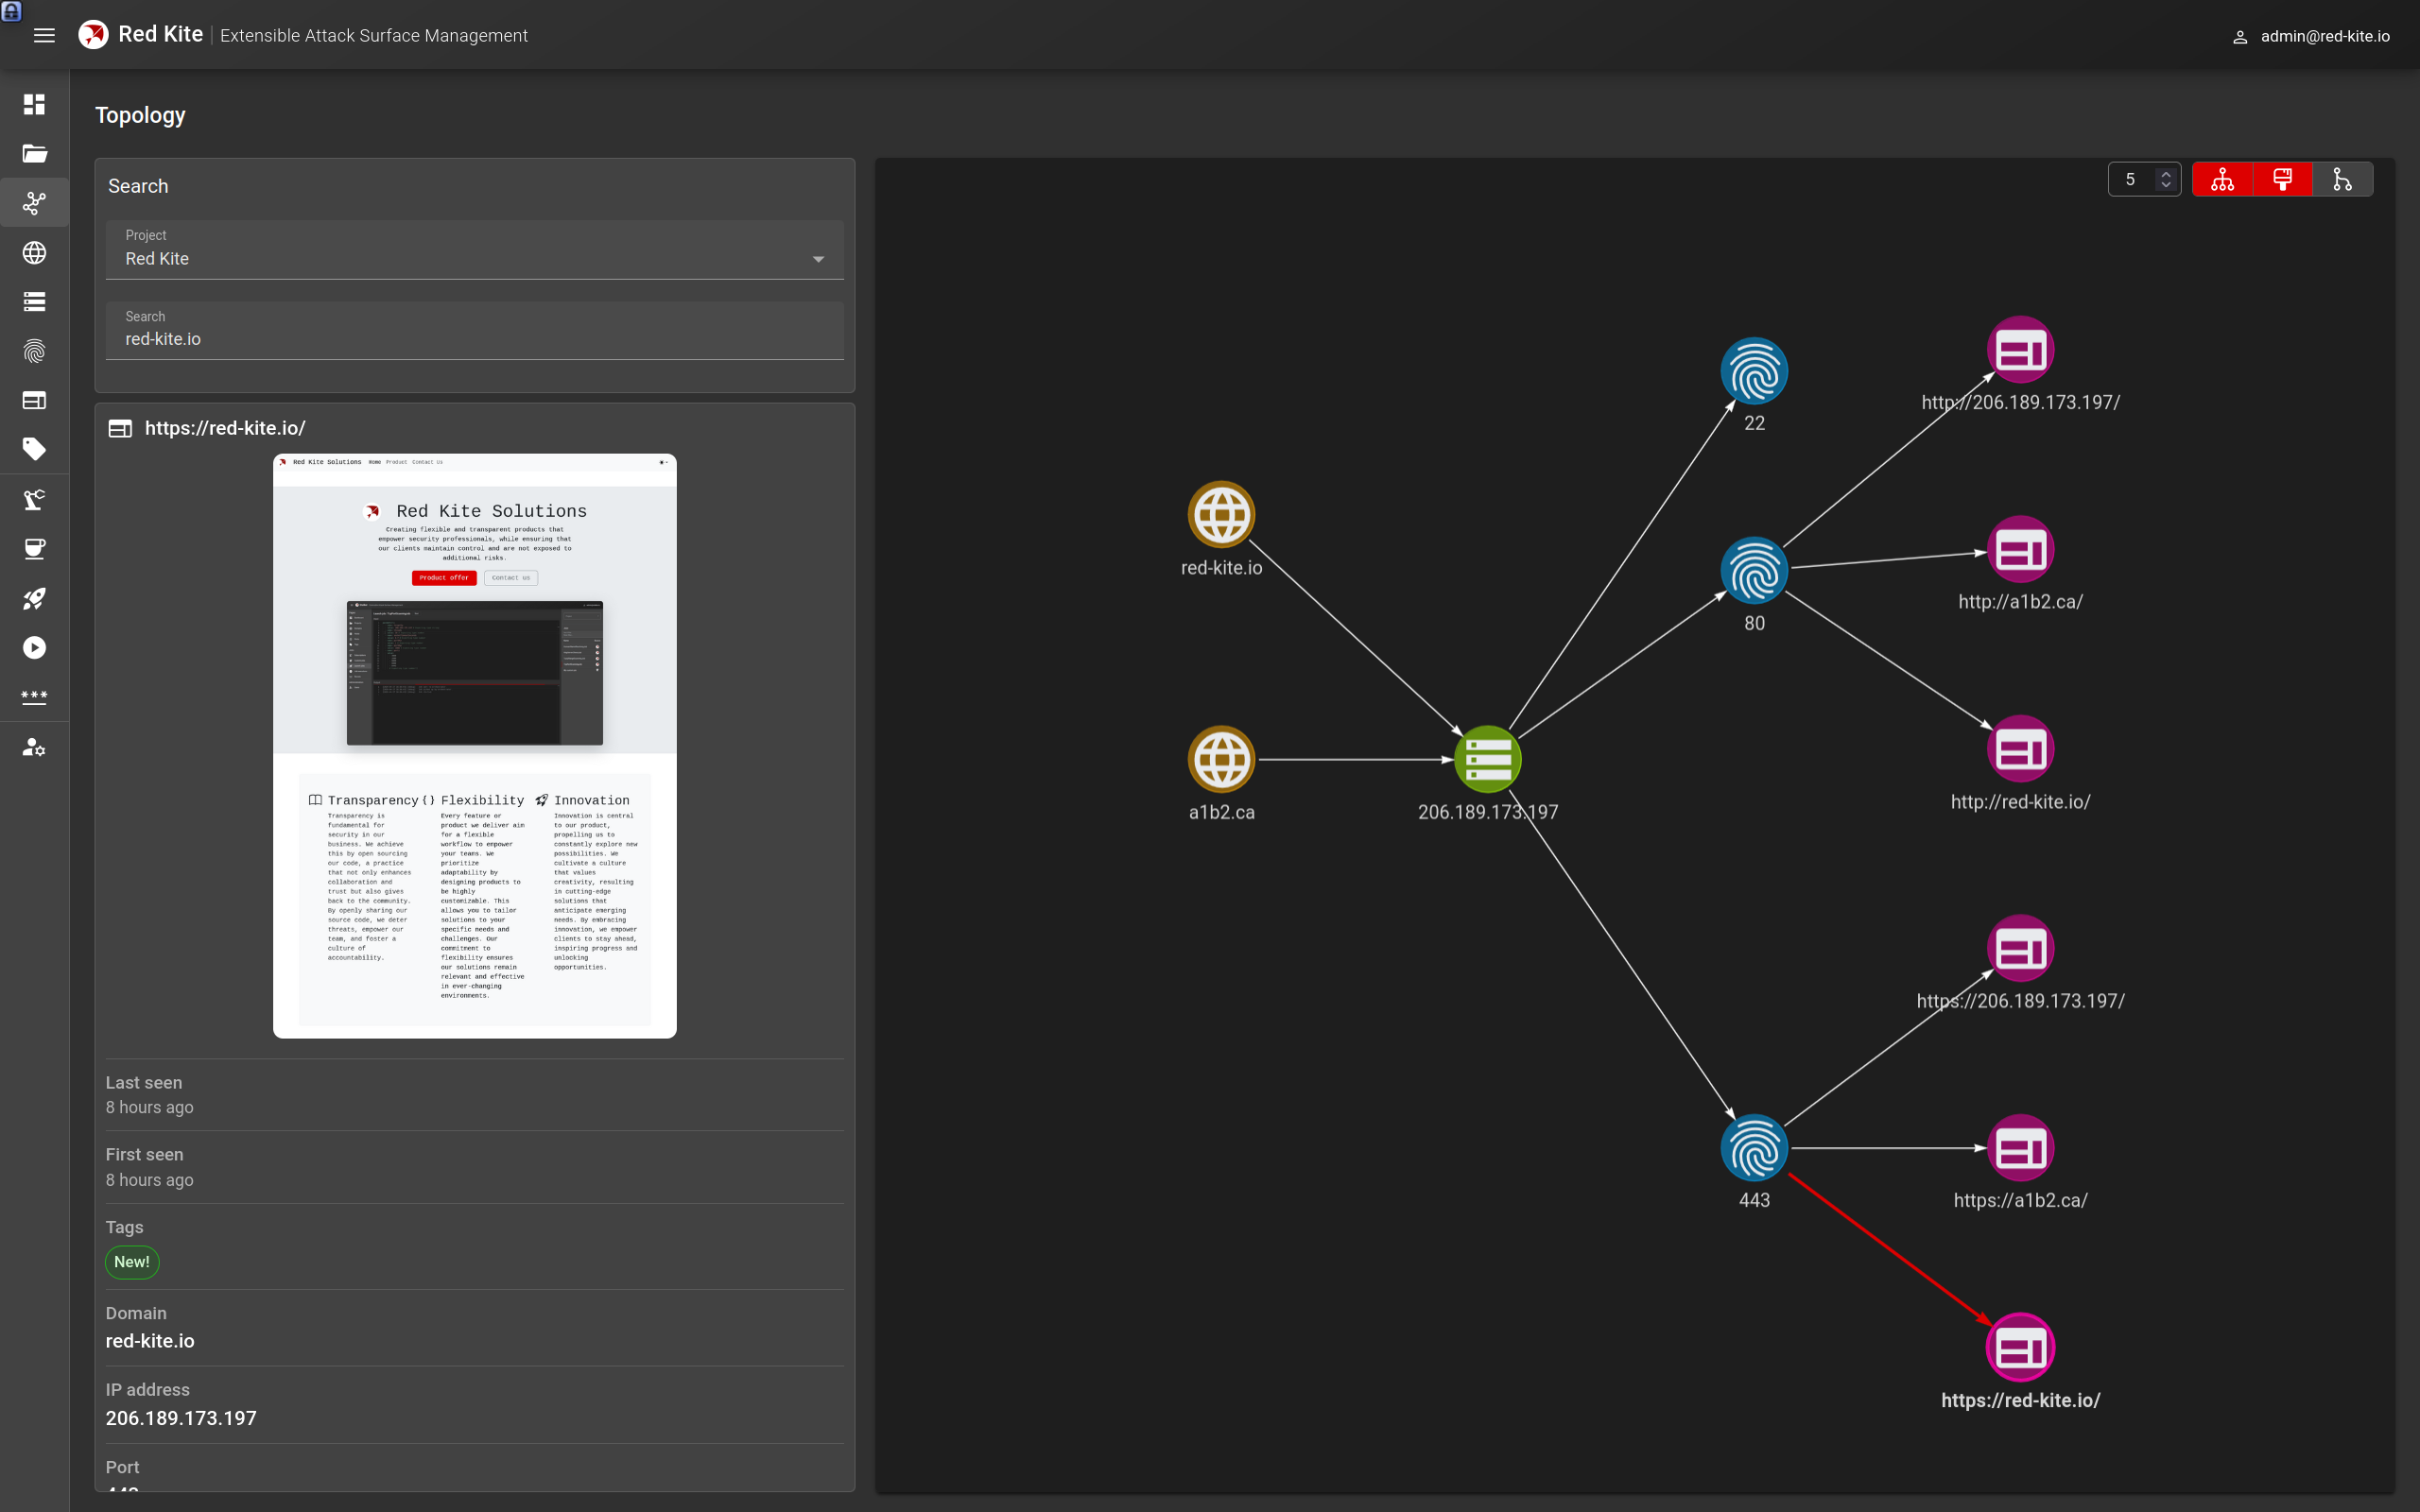 Red Kite | Extensible Attack Surface Management
admin@red-kite.io
Topology
Search
Project
Red Kite
Search
red-kite.io
https://red-kite.io/
Red Kite Solutions Home Product Contact us
Red Kite Solutions
Creating flexible and transparent products that
empower security professionals, while ensuring that
our clients maintain control and are not exposed to
additional risks.
Product offer Contact us
Transparency
Transparency is
fundamental for
security in our
business. We achieve
this by open sourcing
our code, a practice
that not only enhances
collaboration and
trust but also gives
back to the community.
By openly sharing our
source code, we deter
threats, empower our
team, and foster a
culture of
accountability.
Flexibility
Every feature or
product we deliver aim
for a flexible
workflow to empower
your teams. We
prioritize
adaptability by
designing products to
be highly
customizable. This
allows you to tailor
solutions to your
specific needs and
challenges. Our
commitment to
flexibility ensures
our solutions remain
relevant and effective
in ever-changing
environments.
Innovation
Innovation is central
to our product,
propelling us to
constantly explore new
possibilities. We
cultivate a culture
that values
creativity, resulting
in cutting-edge
solutions that
anticipate emerging
needs. By embracing
innovation, we empower
clients to stay ahead,
inspiring progress and
unlocking
opportunities.
Last seen
8 hours ago
First seen
8 hours ago
Tags
New!
Domain
red-kite.io
IP address
206.189.173.197
Port
5
red-kite.io
a1b2.ca
206.189.173.197
22
80
443
http://206.189.173.197/
http://a1b2.ca/
http://red-kite.io/
https://206.189.173.197/
https://a1b2.ca/
https://red-kite.io/